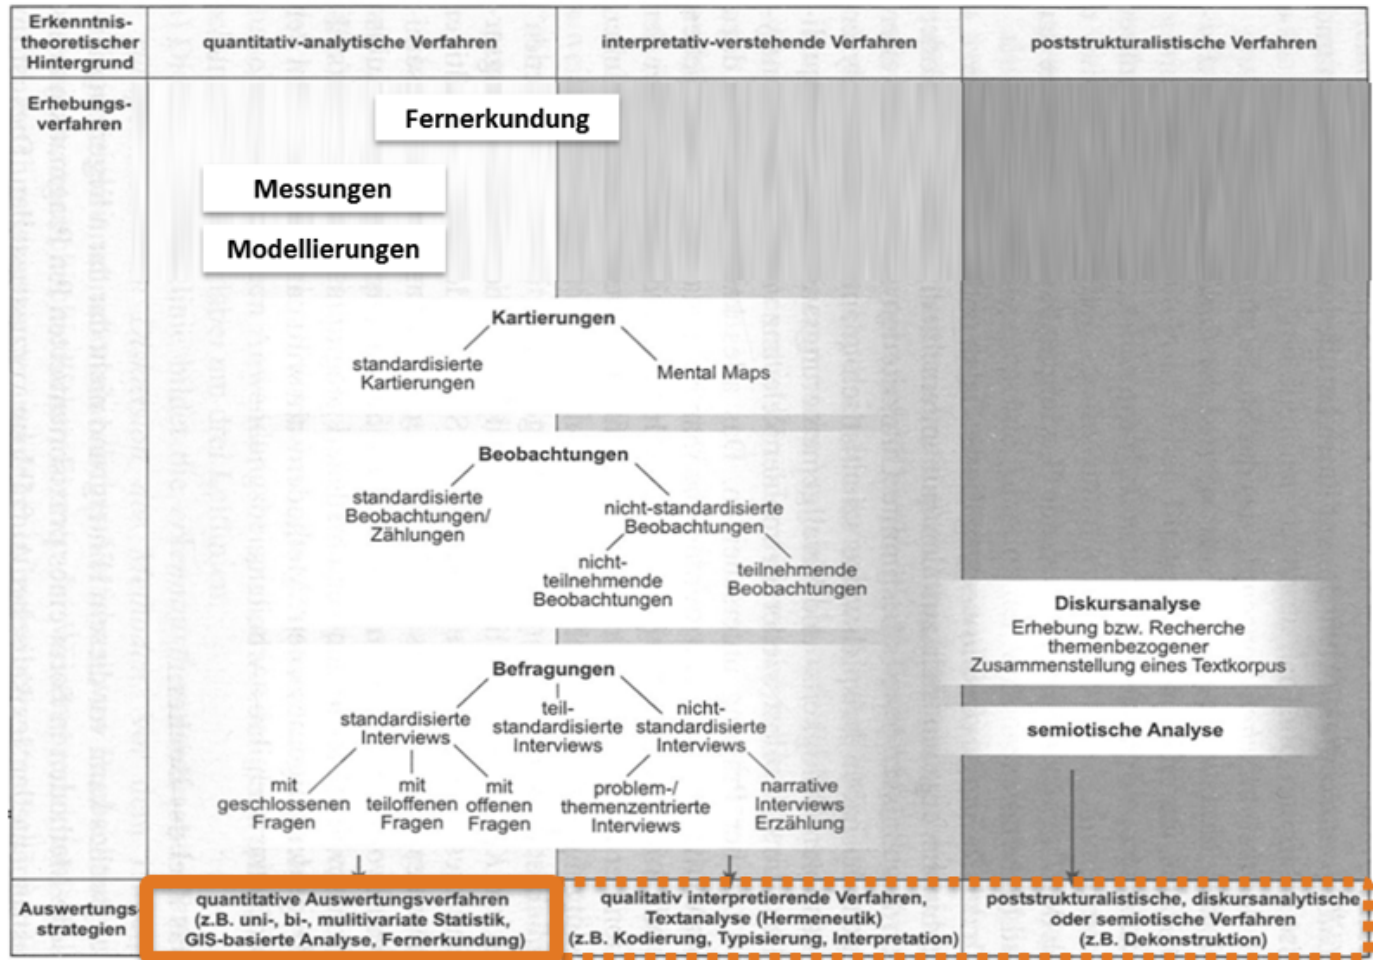 Erkenntnis-
theoretischer
Hintergrund
quantitativ-analytische Verfahren
interpretativ-verstehende Verfahren
poststrukturalistische Verfahren
Erhebungs-
verfahren
Fernerkundung
Messungen
Modellierungen
Kartierungen
standardisierte
Kartierungen
Mental Maps
Beobachtungen
standardisierte
Beobachtungen/
Zählungen
nicht-standardisierte
Beobachtungen
nicht-
teilnehmende
Beobachtungen
teilnehmende
Beobachtungen
Diskursanalyse
Erhebung bzw. Recherche
themenbezogener
Zusammenstellung eines Textkorpus
semiotische Analyse
Befragungen
standardisierte
Interviews
teil-
standardisierte
Interviews
nicht-
standardisierte
Interviews
mit
geschlossenen
Fragen
mit
teiloffenen
Fragen
mit
offenen
Fragen
problem-/
themenzentrierte
Interviews
narrative
Interviews
Erzählung
Auswertungs-
strategien
quantitative Auswertungsverfahren
(z.B. uni-, bi-, mulitivariate Statistik,
GIS-basierte Analyse, Fernerkundung)
qualitativ interpretierende Verfahren,
Textanalyse (Hermeneutik)
(z.B. Kodierung, Typisierung, Interpretation)
poststrukturalistische, diskursanalytische
oder semiotische Verfahren
(z.B. Dekonstruktion)